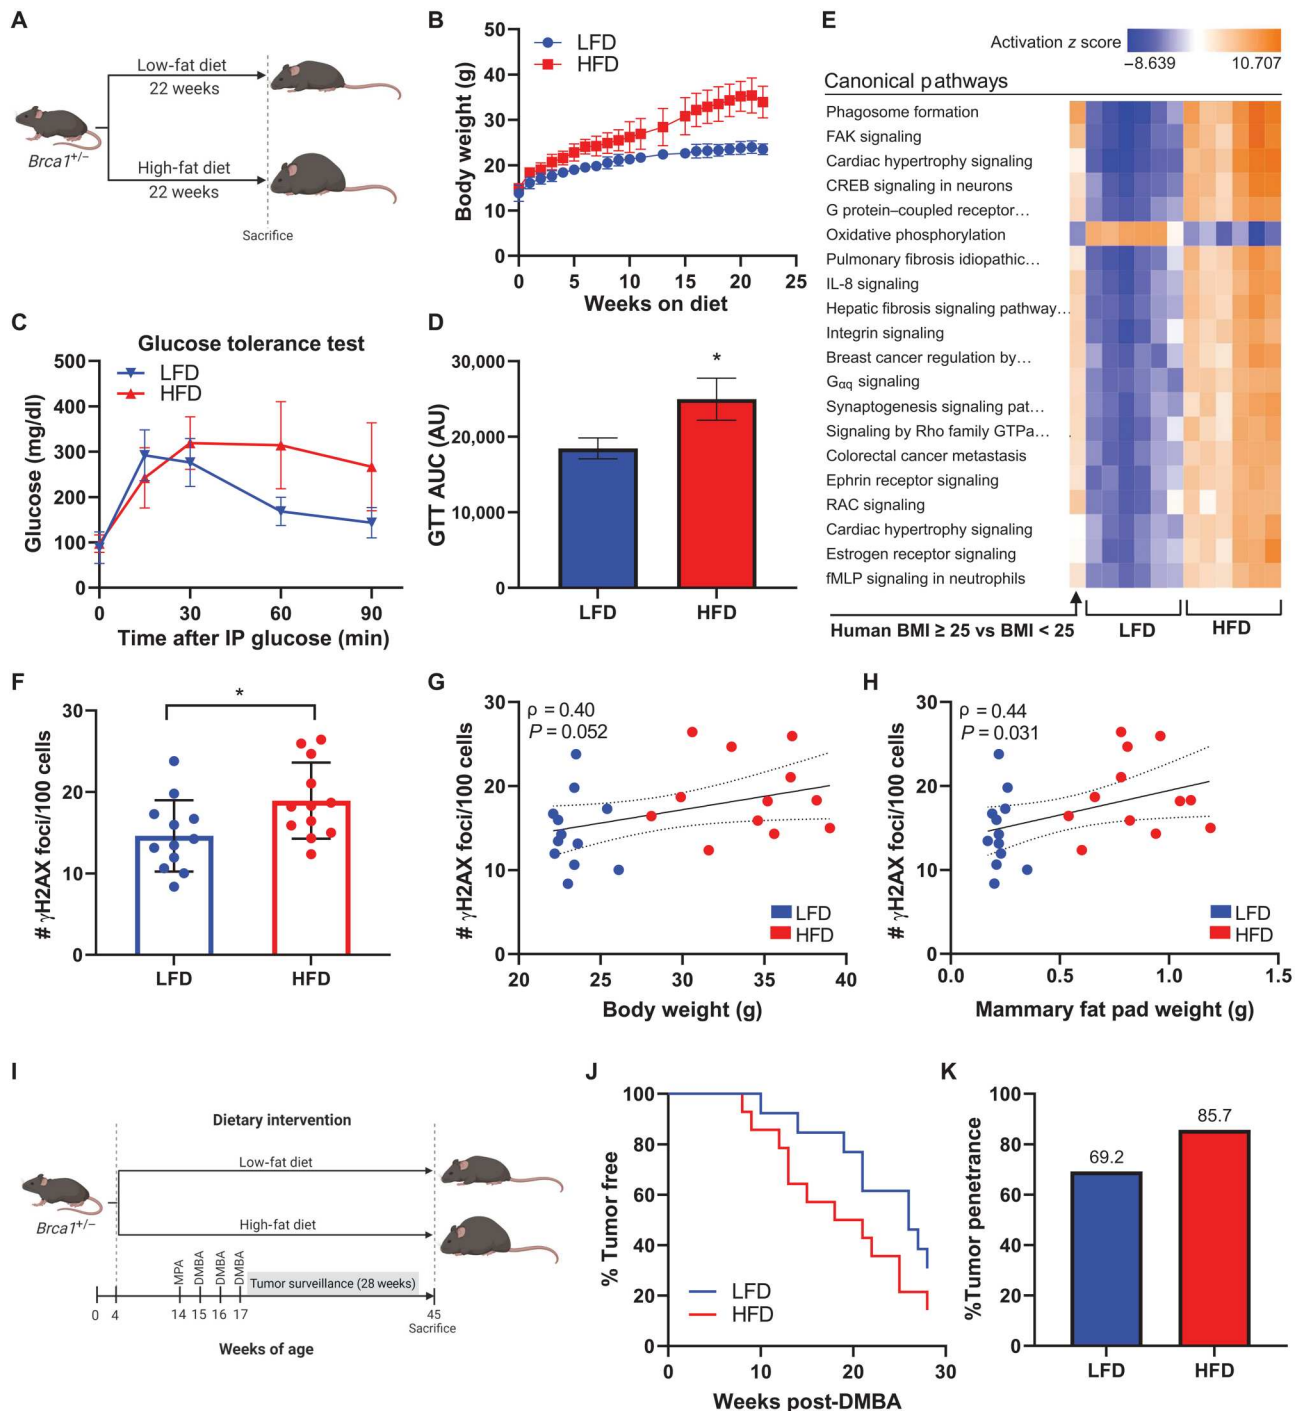 A
Low-fat diet
22 weeks
Brca1+/−
High-fat diet
22 weeks
Sacrifice
B
Body weight (g)
50
40
30
20
10
0
LFD
HFD
0 5 10 15 20 25
Weeks on diet
C
Glucose tolerance test
Glucose (mg/dl)
500
400
300
200
100
0
LFD
HFD
0 30 60 90
Time after IP glucose (min)
D
GTT AUC (AU)
30,000
20,000
10,000
0
*
LFD HFD
E
Activation z score
−8.639 10.707
Canonical pathways
Phagosome formation
FAK signaling
Cardiac hypertrophy signaling
CREB signaling in neurons
G protein–coupled receptor…
Oxidative phosphorylation
Pulmonary fibrosis idiopathic…
IL-8 signaling
Hepatic fibrosis signaling pathway…
Integrin signaling
Breast cancer regulation by…
Gαq signaling
Synaptogenesis signaling pat…
Signaling by Rho family GTPa…
Colorectal cancer metastasis
Ephrin receptor signaling
RAC signaling
Cardiac hypertrophy signaling
Estrogen receptor signaling
fMLP signaling in neutrophils
Human BMI ≥ 25 vs BMI < 25
LFD HFD
F
# γH2AX foci/100 cells
30
20
10
0
*
LFD HFD
G
# γH2AX foci/100 cells
30
20
10
0
ρ = 0.40
P = 0.052
LFD
HFD
20 25 30 35 40
Body weight (g)
H
# γH2AX foci/100 cells
30
20
10
0
ρ = 0.44
P = 0.031
LFD
HFD
0.0 0.5 1.0 1.5
Mammary fat pad weight (g)
I
Dietary intervention
Low-fat diet
Brca1+/−
High-fat diet
MPA
DMBA
DMBA
DMBA
Tumor surveillance (28 weeks)
0 4 14 15 16 17 45
Sacrifice
Weeks of age
J
% Tumor free
100
80
60
40
20
0
LFD
HFD
0 10 20 30
Weeks post-DMBA
K
%Tumor penetrance
100
80
60
40
20
0
69.2
85.7
LFD HFD